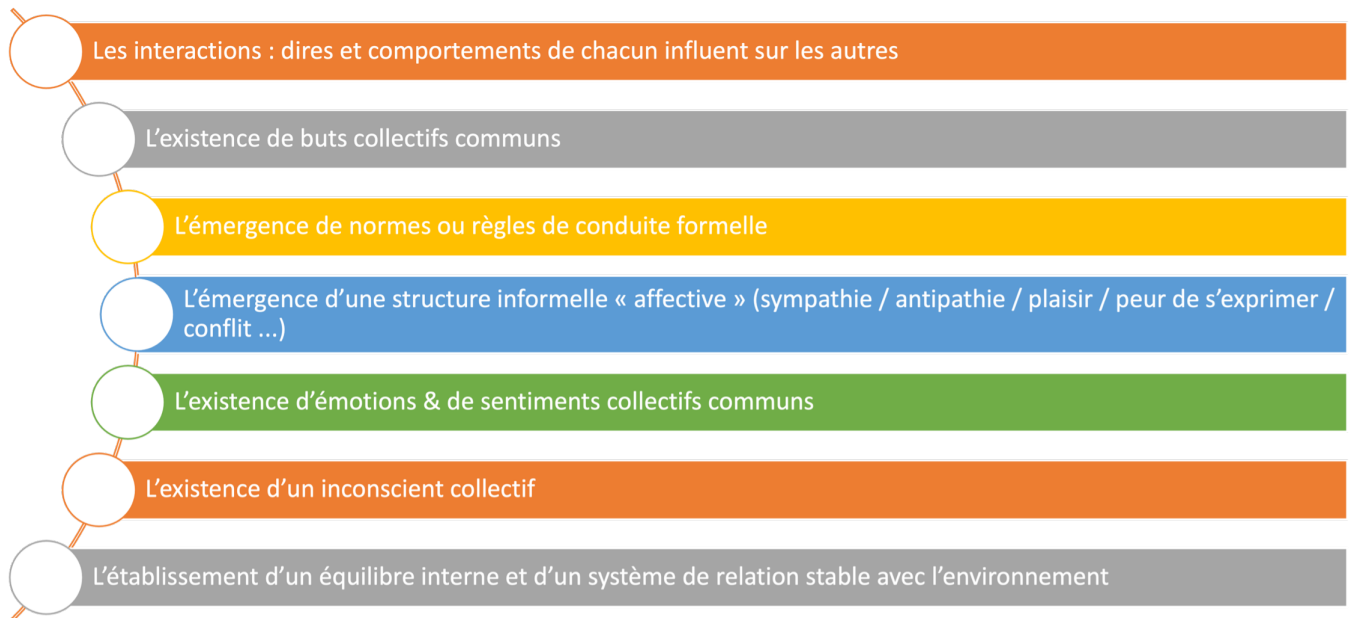 Les interactions : dires et comportements de chacun influent sur les autres
L’existence de buts collectifs communs
L’émergence de normes ou règles de conduite formelle
L’émergence d’une structure informelle « affective » (sympathie / antipathie / plaisir / peur de s’exprimer /
conflit ...)
L’existence d’émotions & de sentiments collectifs communs
L’existence d’un inconscient collectif
L’établissement d’un équilibre interne et d’un système de relation stable avec l’environnement